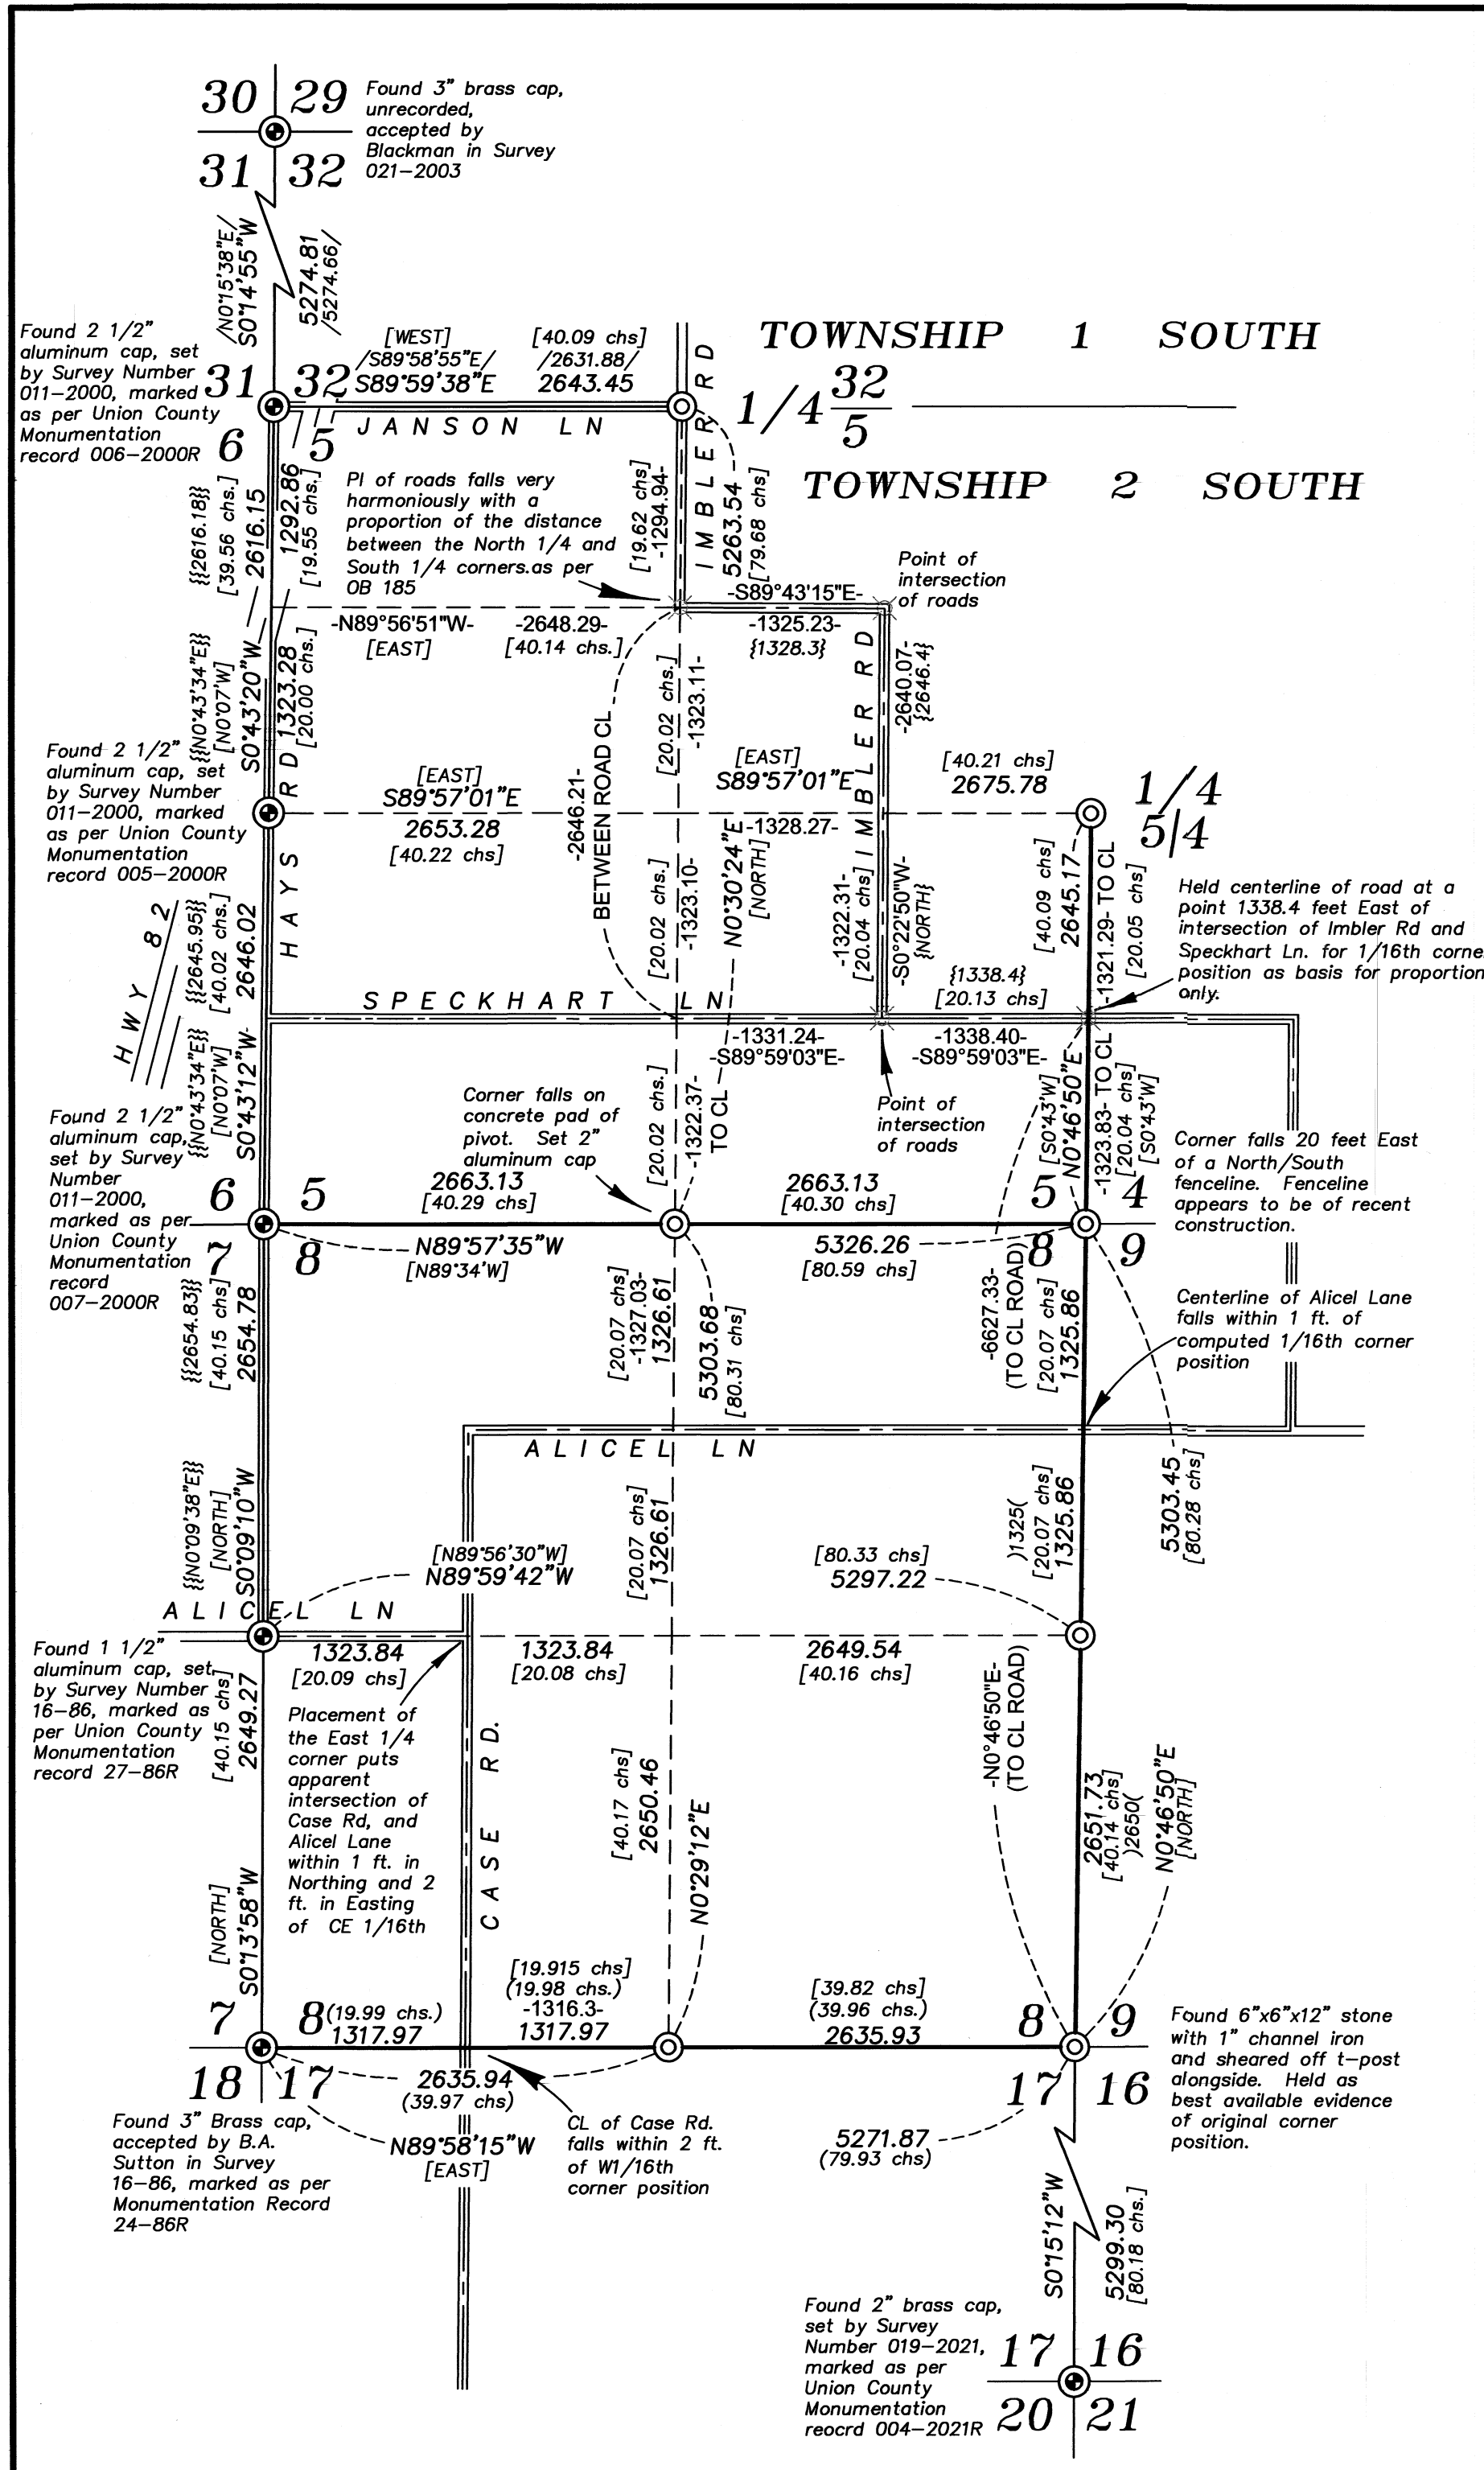 30 29
Found 3" brass cap,
unrecorded,
accepted by
Blackman in Survey
021–2003
31 32
/N0°15'38"E/
S0°14'55"W
5274.81
/5274.66/
Found 2 1/2"
aluminum cap, set
by Survey Number
011–2000, marked
as per Union County
Monumentation
record 006–2000R
31 32
6 5
[WEST]
/S89°58'55"E/
S89°59'38"E
[40.09 chs]
/2631.88/
2643.45
JANSON LN
IMBLER RD
TOWNSHIP 1 SOUTH
1/4 32
5
TOWNSHIP 2 SOUTH
{{2616.18}}
[39.56 chs.]
2616.15
1292.86
[19.55 chs.]
PI of roads falls very
harmoniously with a
proportion of the distance
between the North 1/4 and
South 1/4 corners.as per
OB 185
[19.62 chs]
-1294.94-
5263.54
[79.68 chs]
Point of
intersection
of roads
-S89°43'15"E-
-1325.23-
{1328.3}
-N89°56'51"W-
[EAST]
-2648.29-
[40.14 chs.]
{{N0°43'34"E}}
[N0°07'W]
S0°43'20"W
1323.28
[20.00 chs.]
HAYS RD
[20.02 chs.]
-1323.11-
IMBLER RD
-2640.07-
{2646.4}
-2646.21-
BETWEEN ROAD CL
Found 2 1/2"
aluminum cap, set
by Survey Number
011–2000, marked
as per Union County
Monumentation
record 005–2000R
[EAST]
S89°57'01"E
2653.28
[40.22 chs]
[EAST]
S89°57'01"E
-1328.27-
[40.21 chs]
2675.78
1/4
5|4
HWY 82
{{2645.95}}
[40.02 chs.]
2646.02
[20.02 chs.]
-1323.10-
N0°30'24"E
[NORTH]
-1322.31-
[20.04 chs]
-S0°22'50"W-
{NORTH}
[40.09 chs]
2645.17
-1321.29- TO CL
[20.05 chs]
Held centerline of road at a
point 1338.4 feet East of
intersection of Imbler Rd and
Speckhart Ln. for 1/16th corne
position as basis for proportion
only.
SPECKHART LN
{1338.4}
[20.13 chs]
-1331.24-
-S89°59'03"E-
-1338.40-
-S89°59'03"E-
{{N0°43'34"E}}
[N0°07'W]
S0°43'12"W
Corner falls on
concrete pad of
pivot. Set 2"
aluminum cap
[20.02 chs.]
-1322.37-
TO CL
Point of
intersection
of roads
[S0°43'W]
N0°46'50"E
-1323.83- TO CL
[20.04 chs]
[S0°43'W]
Corner falls 20 feet East
of a North/South
fenceline. Fenceline
appears to be of recent
construction.
Found 2 1/2"
aluminum cap,
set by Survey
Number
011–2000,
marked as per
Union County
Monumentation
record
007–2000R
6 5
7 8
2663.13
[40.29 chs]
2663.13
[40.30 chs]
5 4
8 9
N89°57'35"W
[N89°34'W]
5326.26
[80.59 chs]
{{2654.83}}
[40.15 chs]
2654.78
[20.07 chs]
-1327.03-
1326.61
5303.68
[80.31 chs]
-6627.33-
(TO CL ROAD)
[20.07 chs]
1325.86
Centerline of Alicel Lane
falls within 1 ft. of
computed 1/16th corner
position
ALICEL LN
{{N0°09'38"E}}
[NORTH]
S0°09'10"W
[20.07 chs]
1326.61
)1325(
[20.07 chs]
1325.86
5303.45
[80.28 chs]
[N89°56'30"W]
N89°59'42"W
[80.33 chs]
5297.22
ALICEL LN
1323.84
[20.09 chs]
1323.84
[20.08 chs]
2649.54
[40.16 chs]
Found 1 1/2"
aluminum cap, set
by Survey Number
16–86, marked as
per Union County
Monumentation
record 27–86R
[40.15 chs]
2649.27
Placement of
the East 1/4
corner puts
apparent
intersection of
Case Rd, and
Alicel Lane
within 1 ft. in
Northing and 2
ft. in Easting
of CE 1/16th
CASE RD.
[40.17 chs]
2650.46
N0°29'12"E
-N0°46'50"E-
(TO CL ROAD)
2651.73
[40.14 chs]
)2650(
N0°46'50"E
[NORTH]
[NORTH]
S0°13'58"W
7 8
18 17
(19.99 chs.)
1317.97
[19.915 chs]
(19.98 chs.)
-1316.3-
1317.97
[39.82 chs]
(39.96 chs.)
2635.93
8 9
17 16
Found 6"x6"x12" stone
with 1" channel iron
and sheared off t–post
alongside. Held as
best available evidence
of original corner
position.
2635.94
(39.97 chs)
Found 3" Brass cap,
accepted by B.A.
Sutton in Survey
16–86, marked as per
Monumentation Record
24–86R
N89°58'15"W
[EAST]
CL of Case Rd.
falls within 2 ft.
of W1/16th
corner position
5271.87
(79.93 chs)
S0°15'12"W
5299.30
[80.18 chs.]
Found 2" brass cap,
set by Survey
Number 019–2021,
marked as per
Union County
Monumentation
reocrd 004–2021R
17 16
20 21